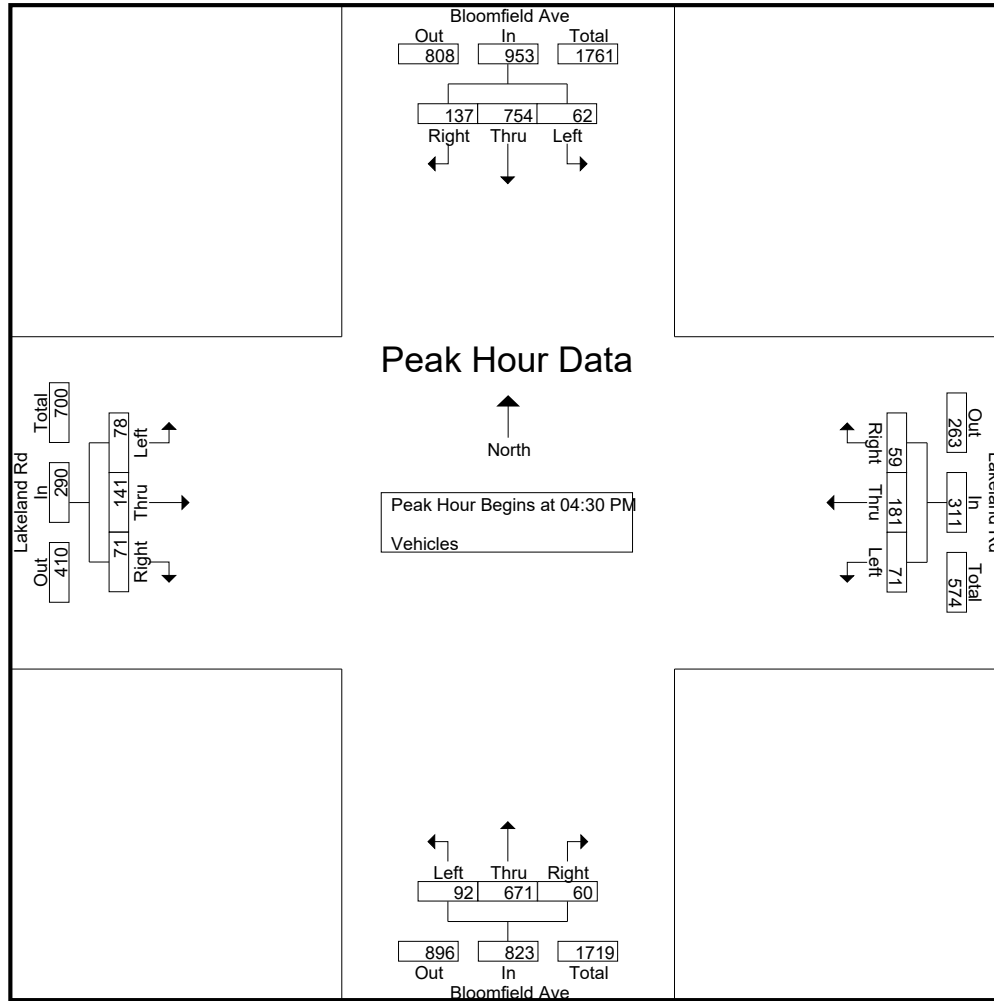 Bloomfield Ave
Out In Total
808 953 1761
137 754 62
Right Thru Left
Peak Hour Data
North
Peak Hour Begins at 04:30 PM
Vehicles
Lakeland Rd
Out In Total
410 290 700
Left Thru Right
78 141 71
Lakeland Rd
Out In Total
263 311 574
Right Thru Left
59 181 71
Left Thru Right
92 671 60
896 823 1719
Out In Total
Bloomfield Ave